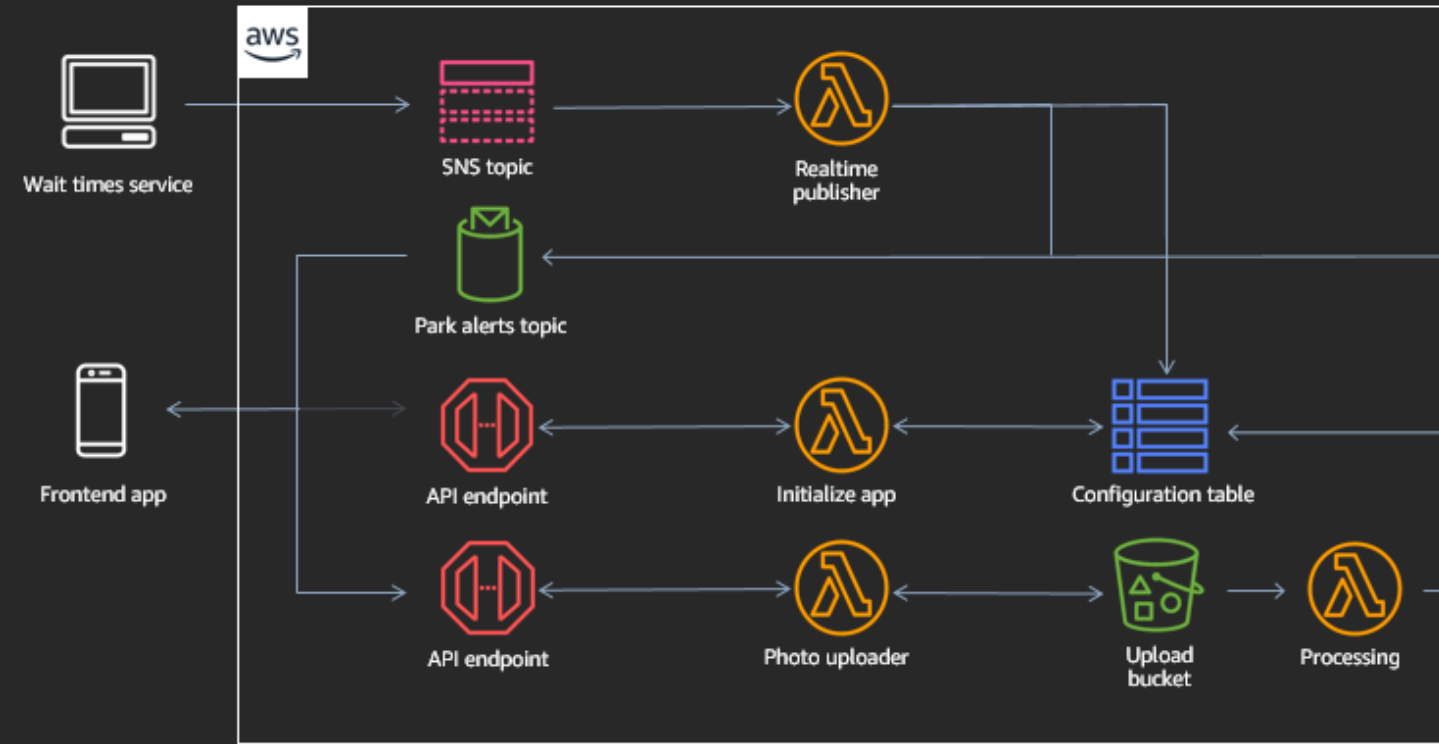 aws
Wait times service
SNS topic
Realtime
publisher
Park alerts topic
Frontend app
API endpoint
Initialize app
Configuration table
API endpoint
Photo uploader
Upload
bucket
Processing